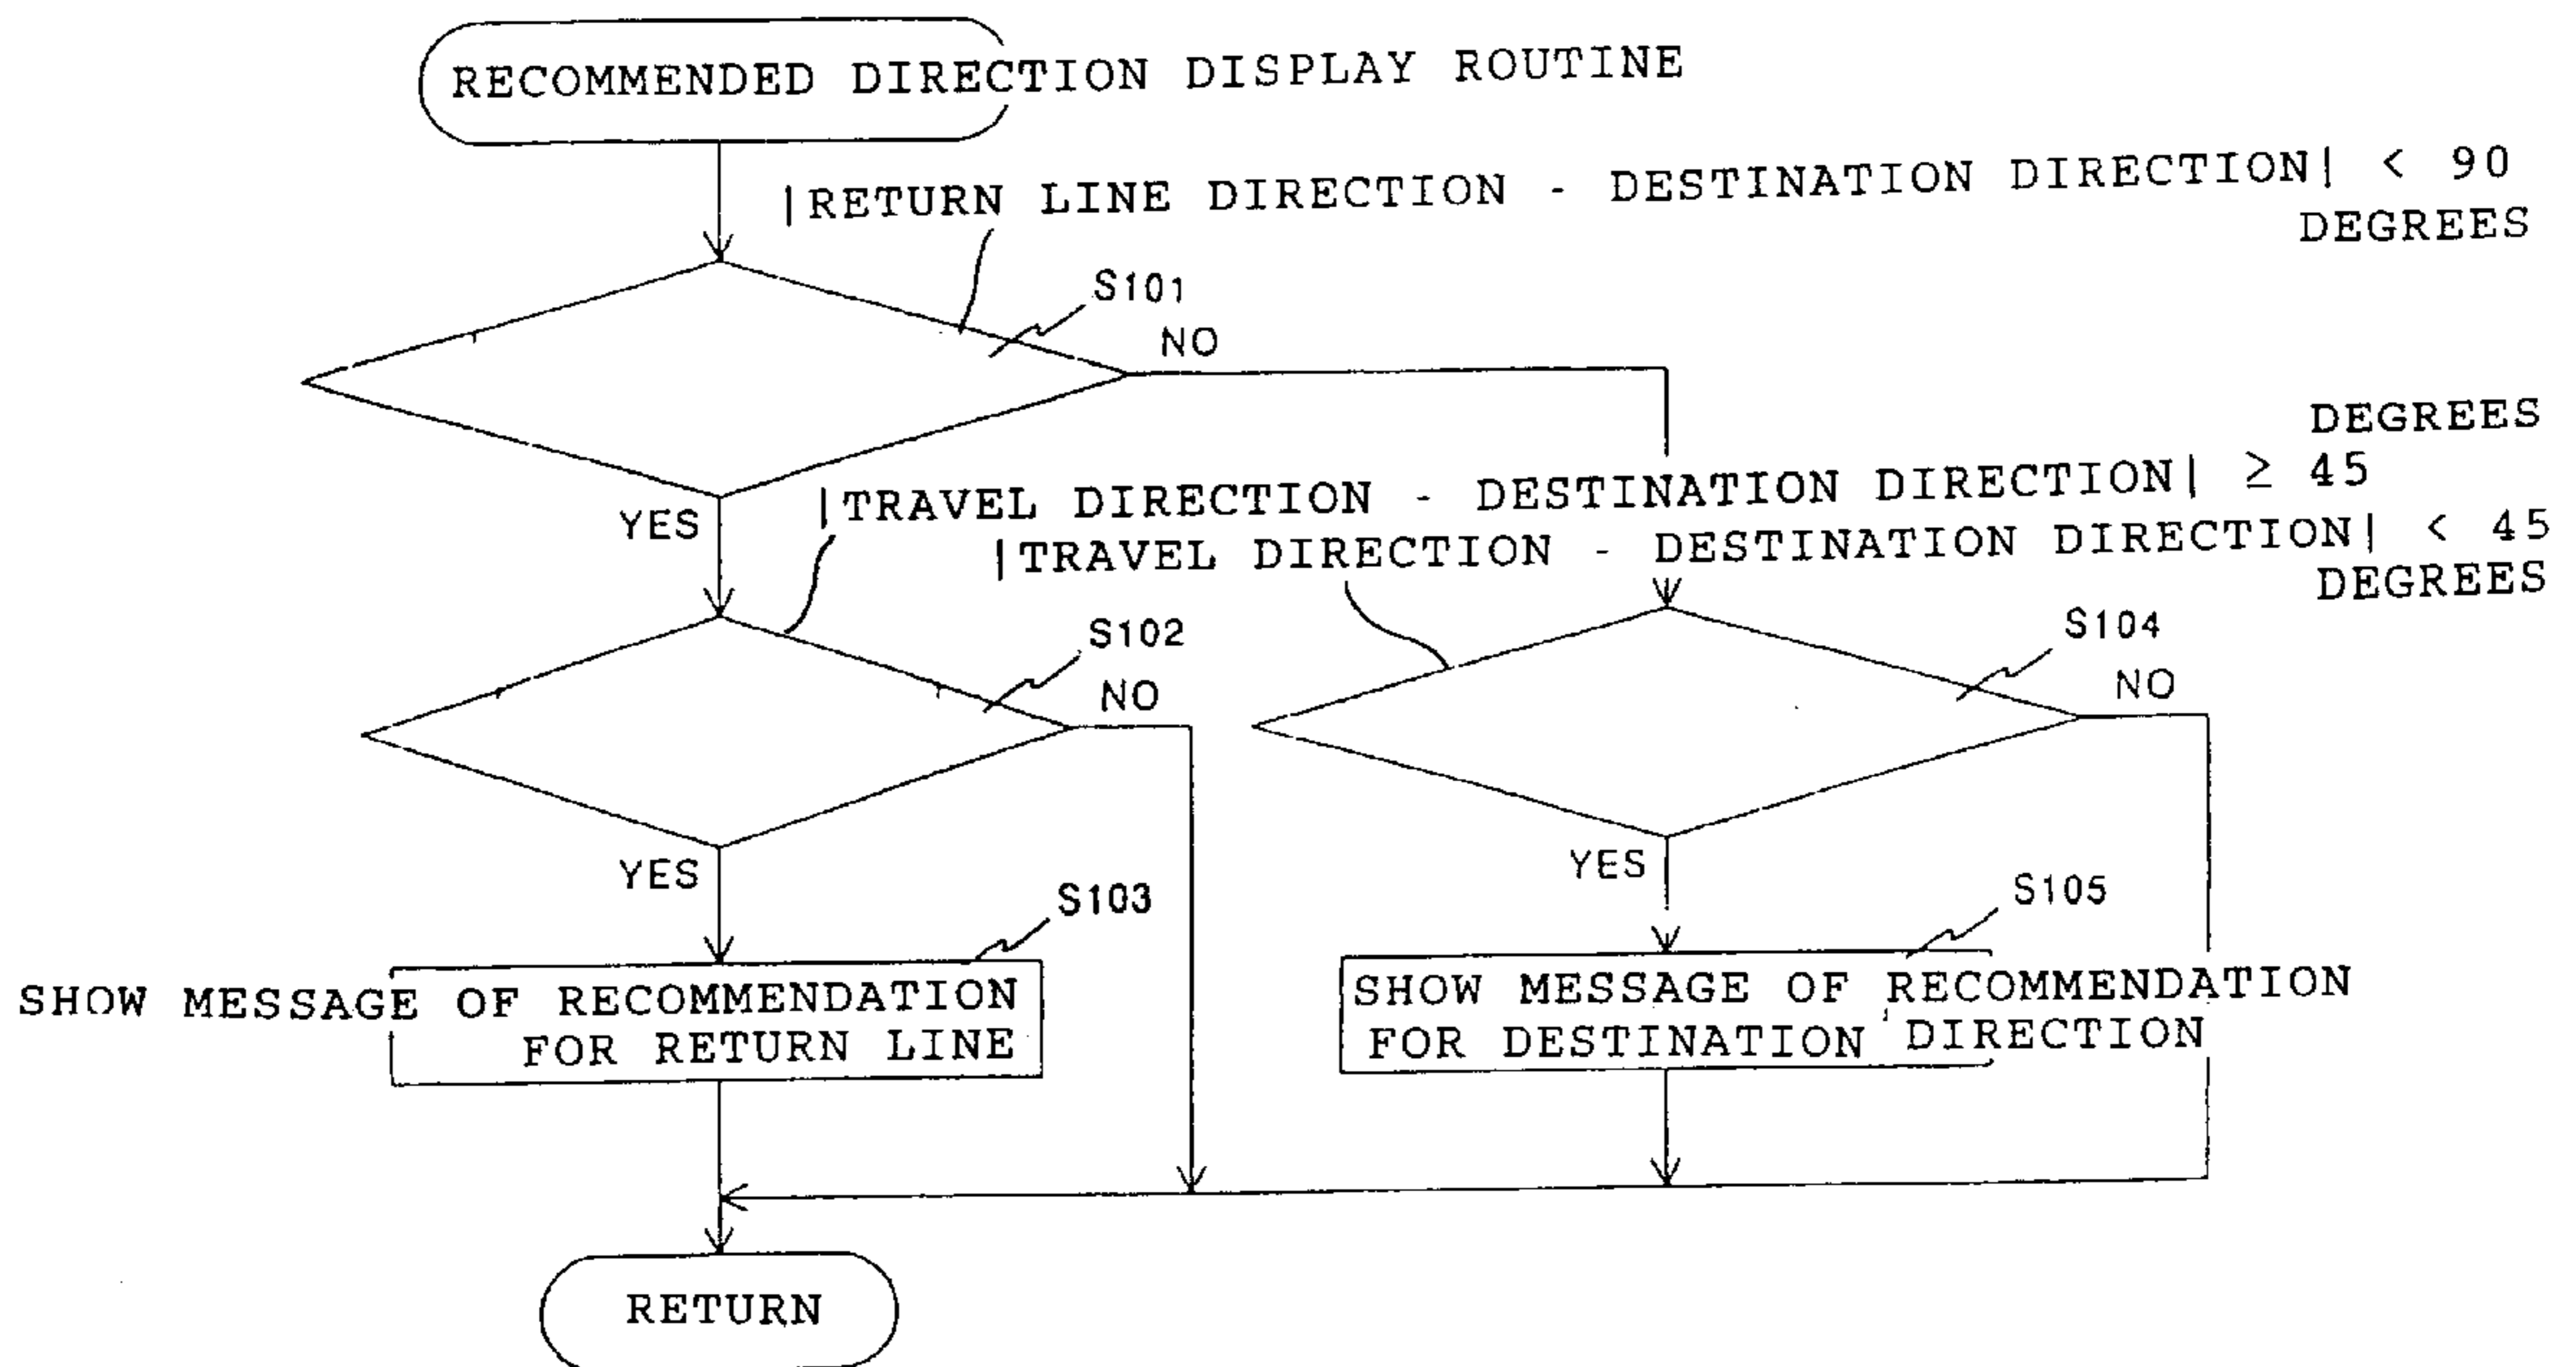 RECOMMENDED DIRECTION DISPLAY ROUTINE
|RETURN LINE DIRECTION - DESTINATION DIRECTION| < 90
DEGREES
S101
NO
DEGREES
|TRAVEL DIRECTION - DESTINATION DIRECTION| ≥ 45
YES
|TRAVEL DIRECTION - DESTINATION DIRECTION| < 45
DEGREES
S102
NO
S104
NO
YES
YES
S103
S105
SHOW MESSAGE OF RECOMMENDATION
FOR RETURN LINE
SHOW MESSAGE OF RECOMMENDATION
FOR DESTINATION DIRECTION
RETURN